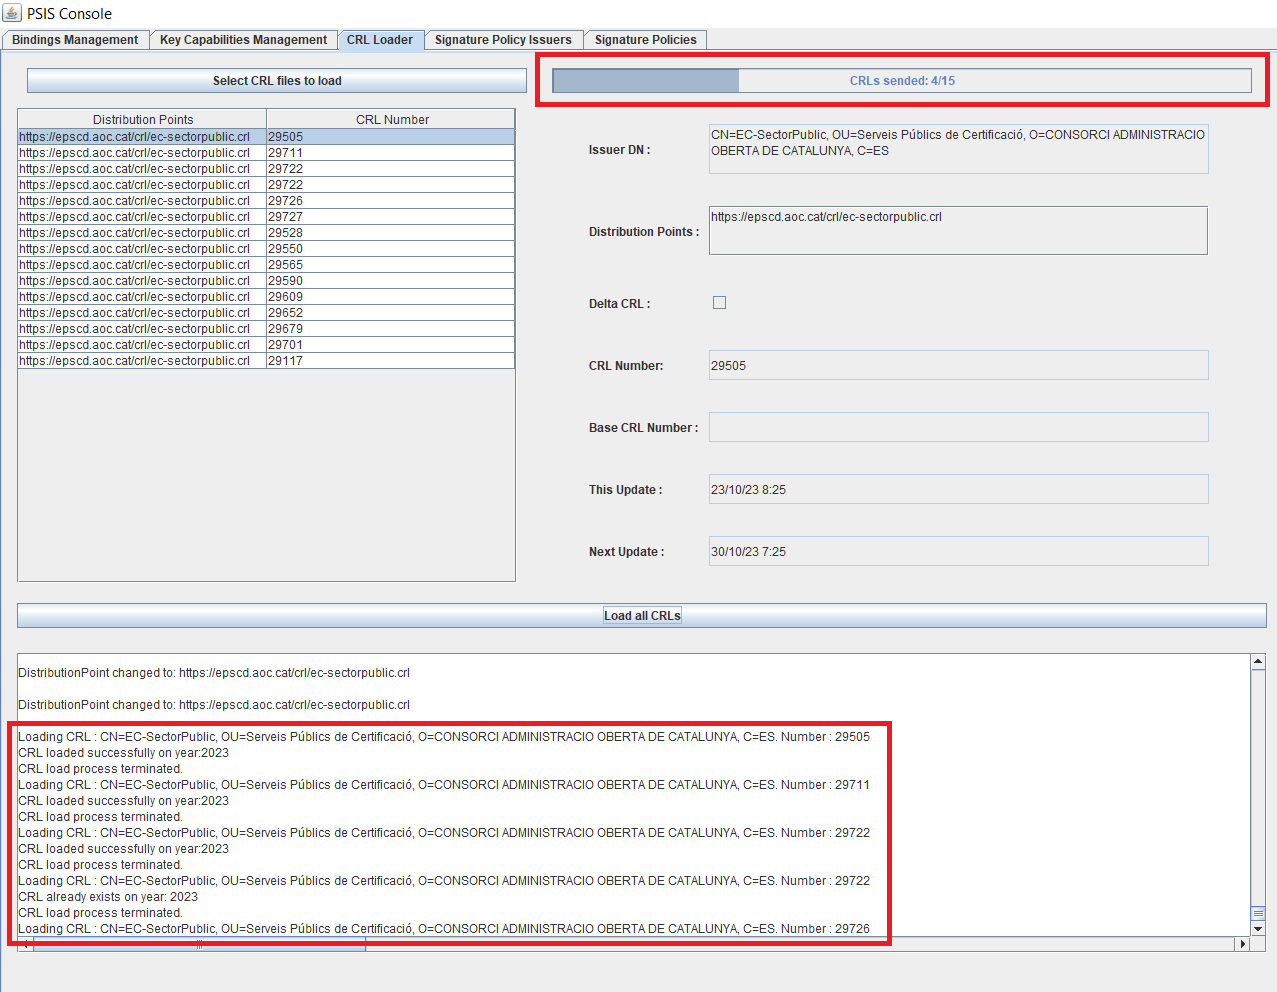 PSIS Console
Bindings Management Key Capabilities Management CRL Loader Signature Policy Issuers Signature Policies
Select CRL files to load
CRLs sended: 4/15
Distribution Points CRL Number
https://epscd.aoc.cat/crl/ec-sectorpublic.crl 29505
https://epscd.aoc.cat/crl/ec-sectorpublic.crl 29711
https://epscd.aoc.cat/crl/ec-sectorpublic.crl 29722
https://epscd.aoc.cat/crl/ec-sectorpublic.crl 29722
https://epscd.aoc.cat/crl/ec-sectorpublic.crl 29726
https://epscd.aoc.cat/crl/ec-sectorpublic.crl 29727
https://epscd.aoc.cat/crl/ec-sectorpublic.crl 29528
https://epscd.aoc.cat/crl/ec-sectorpublic.crl 29550
https://epscd.aoc.cat/crl/ec-sectorpublic.crl 29565
https://epscd.aoc.cat/crl/ec-sectorpublic.crl 29590
https://epscd.aoc.cat/crl/ec-sectorpublic.crl 29609
https://epscd.aoc.cat/crl/ec-sectorpublic.crl 29652
https://epscd.aoc.cat/crl/ec-sectorpublic.crl 29679
https://epscd.aoc.cat/crl/ec-sectorpublic.crl 29701
https://epscd.aoc.cat/crl/ec-sectorpublic.crl 29117
Issuer DN :
CN=EC-SectorPublic, OU=Serveis Públics de Certificació, O=CONSORCI ADMINISTRACIO
OBERTA DE CATALUNYA, C=ES
Distribution Points :
https://epscd.aoc.cat/crl/ec-sectorpublic.crl
Delta CRL :
CRL Number: 29505
Base CRL Number :
This Update : 23/10/23 8:25
Next Update : 30/10/23 7:25
Load all CRLs
DistributionPoint changed to: https://epscd.aoc.cat/crl/ec-sectorpublic.crl
DistributionPoint changed to: https://epscd.aoc.cat/crl/ec-sectorpublic.crl
Loading CRL : CN=EC-SectorPublic, OU=Serveis Públics de Certificació, O=CONSORCI ADMINISTRACIO OBERTA DE CATALUNYA, C=ES. Number : 29505
CRL loaded successfully on year:2023
CRL load process terminated.
Loading CRL : CN=EC-SectorPublic, OU=Serveis Públics de Certificació, O=CONSORCI ADMINISTRACIO OBERTA DE CATALUNYA, C=ES. Number : 29711
CRL loaded successfully on year:2023
CRL load process terminated.
Loading CRL : CN=EC-SectorPublic, OU=Serveis Públics de Certificació, O=CONSORCI ADMINISTRACIO OBERTA DE CATALUNYA, C=ES. Number : 29722
CRL loaded successfully on year:2023
CRL load process terminated.
Loading CRL : CN=EC-SectorPublic, OU=Serveis Públics de Certificació, O=CONSORCI ADMINISTRACIO OBERTA DE CATALUNYA, C=ES. Number : 29722
CRL already exists on year: 2023
CRL load process terminated.
Loading CRL : CN=EC-SectorPublic, OU=Serveis Públics de Certificació, O=CONSORCI ADMINISTRACIO OBERTA DE CATALUNYA, C=ES. Number : 29726